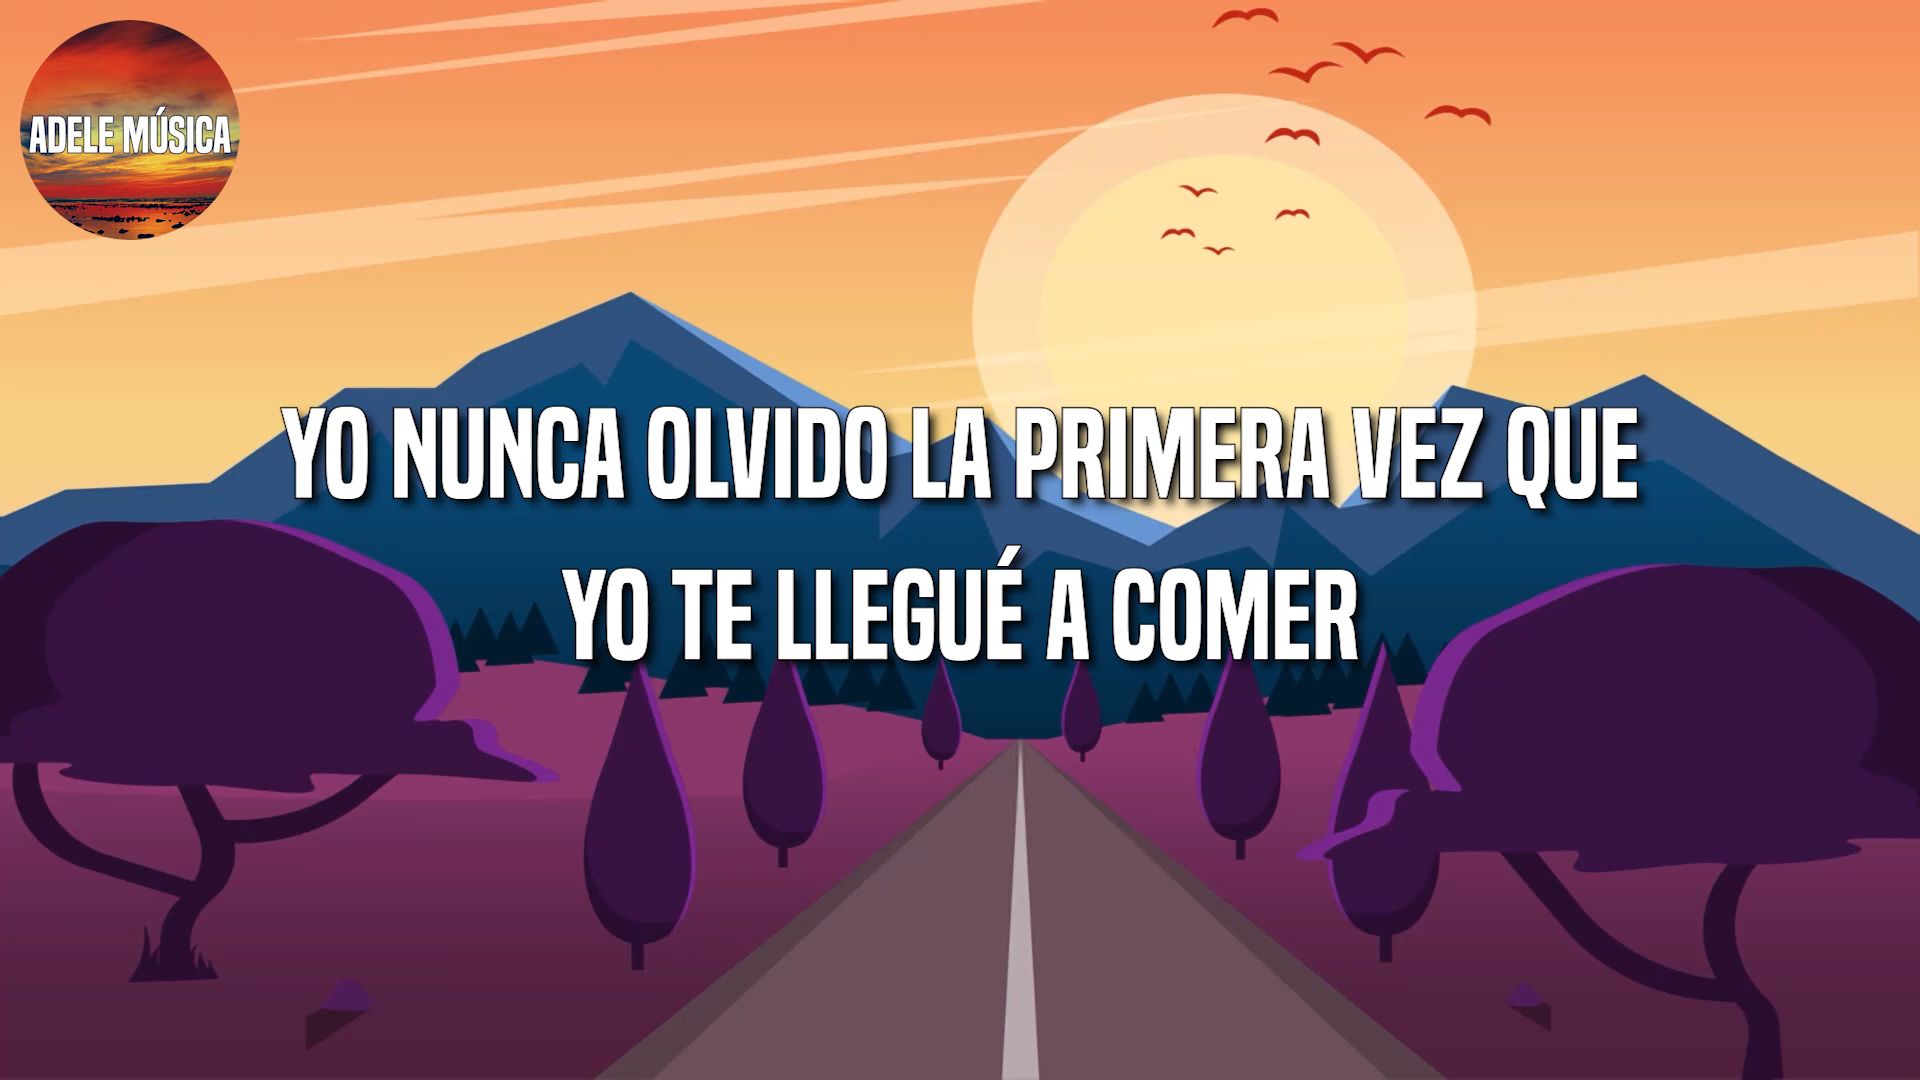 ADELE MÚSICA
YO NUNCA OLVIDO LA PRIMERA VEZ QUE
YO TE LLEGUÉ A COMER